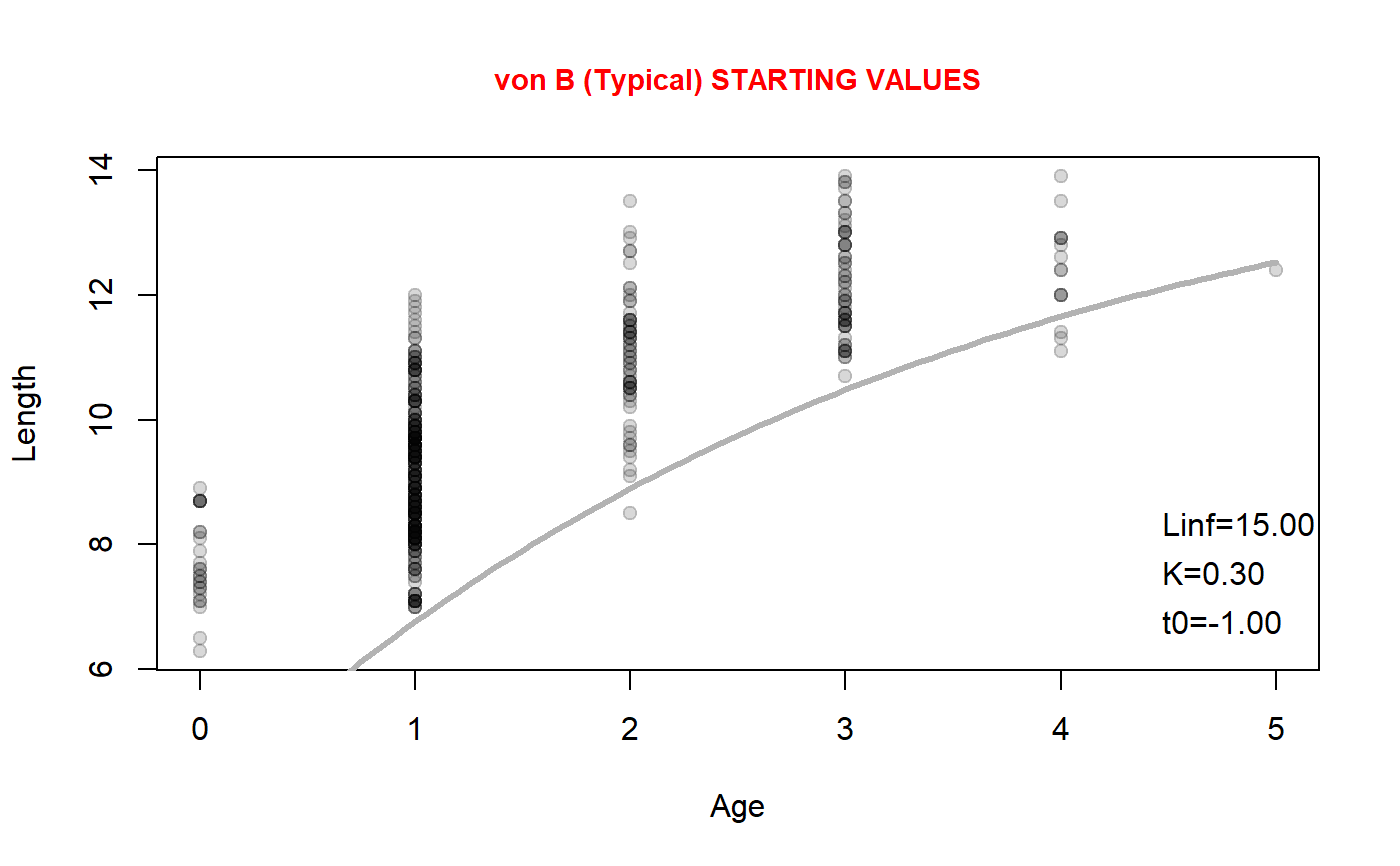 von B (Typical) STARTING VALUES
Length
14
12
10
8
6
Linf=15.00
K=0.30
t0=-1.00
0 1 2 3 4 5
Age